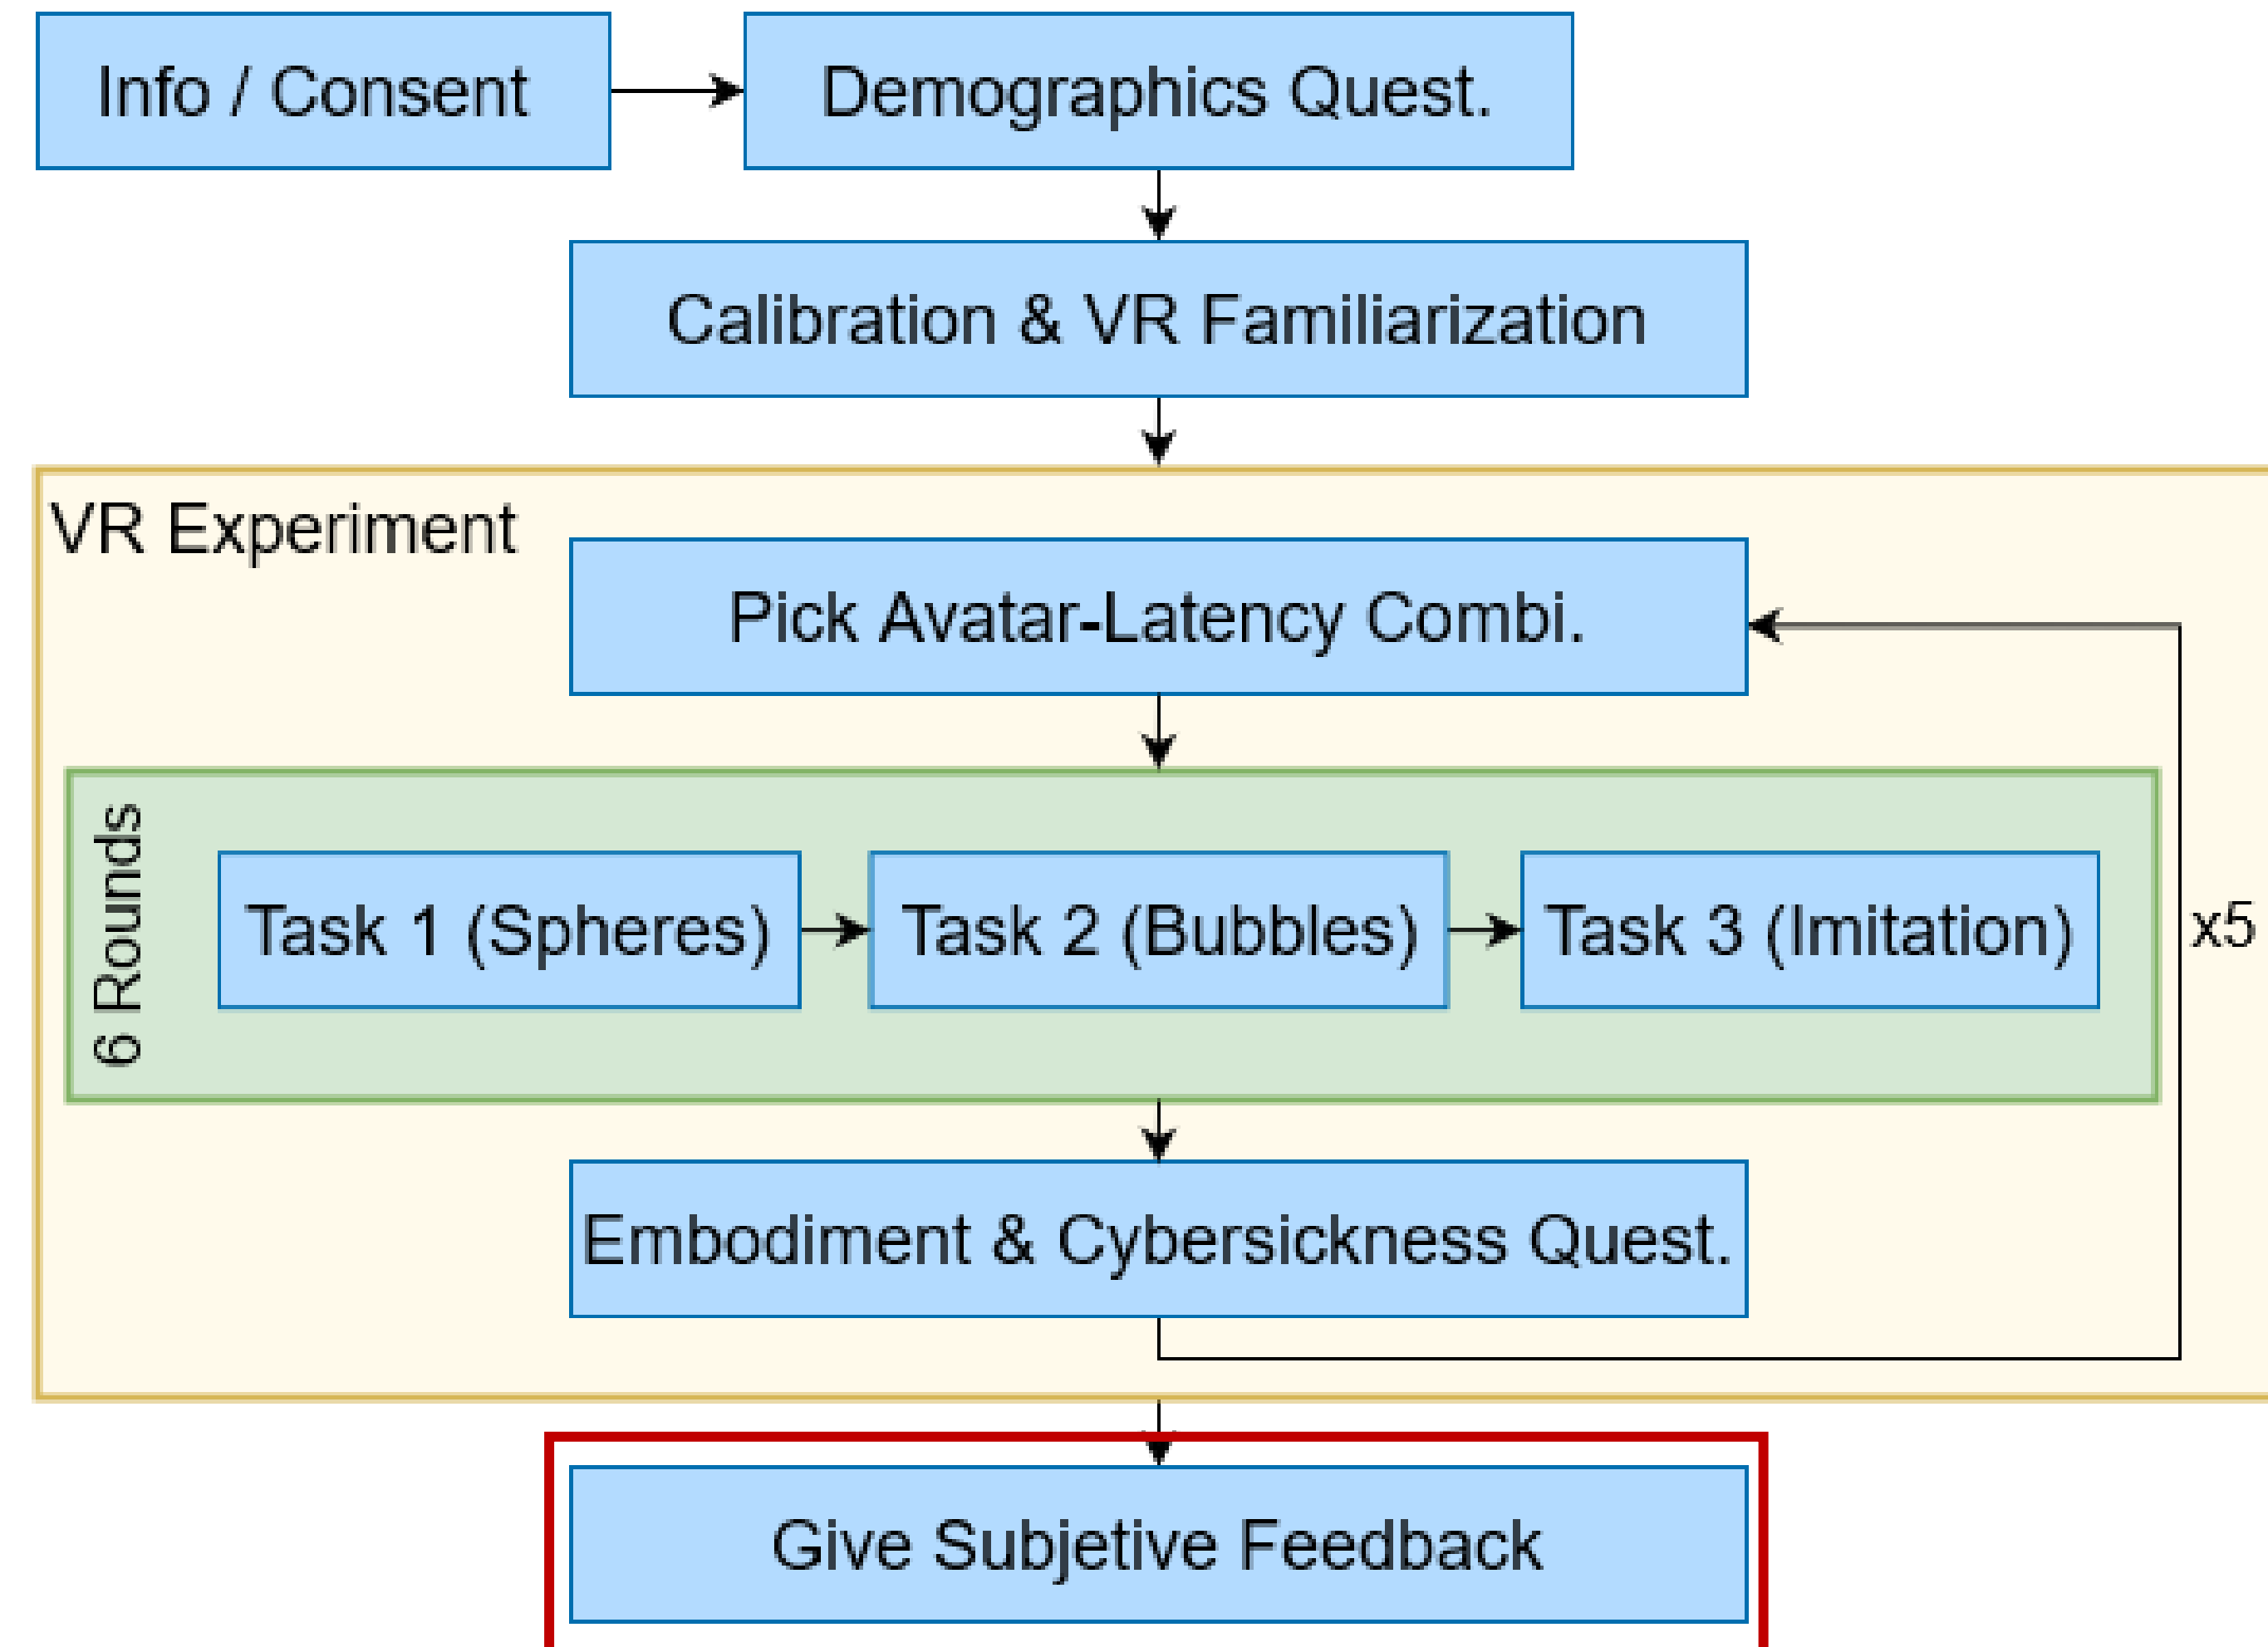 Info / Consent
Demographics Quest.
Calibration & VR Familiarization
VR Experiment
Pick Avatar-Latency Combi.
6 Rounds
Task 1 (Spheres)
Task 2 (Bubbles)
Task 3 (Imitation)
x5
Embodiment & Cybersickness Quest.
Give Subjetive Feedback